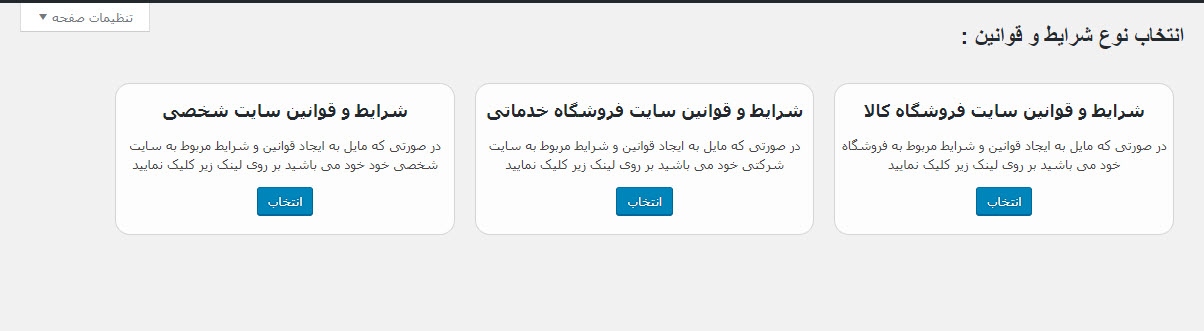 تنظیمات صفحه
انتخاب نوع شرایط و قوانین :
شرایط و قوانین سایت فروشگاه کالا
در صورتی که مایل به ایجاد قوانین و شرایط مربوط به فروشگاه
خود می باشید بر روی لینک زیر کلیک نمایید
انتخاب
شرایط و قوانین سایت فروشگاه خدماتی
در صورتی که مایل به ایجاد قوانین و شرایط مربوط به سایت
شرکتی خود می باشید بر روی لینک زیر کلیک نمایید
انتخاب
شرایط و قوانین سایت شخصی
در صورتی که مایل به ایجاد قوانین و شرایط مربوط به سایت
شخصی خود خود می باشید بر روی لینک زیر کلیک نمایید
انتخاب